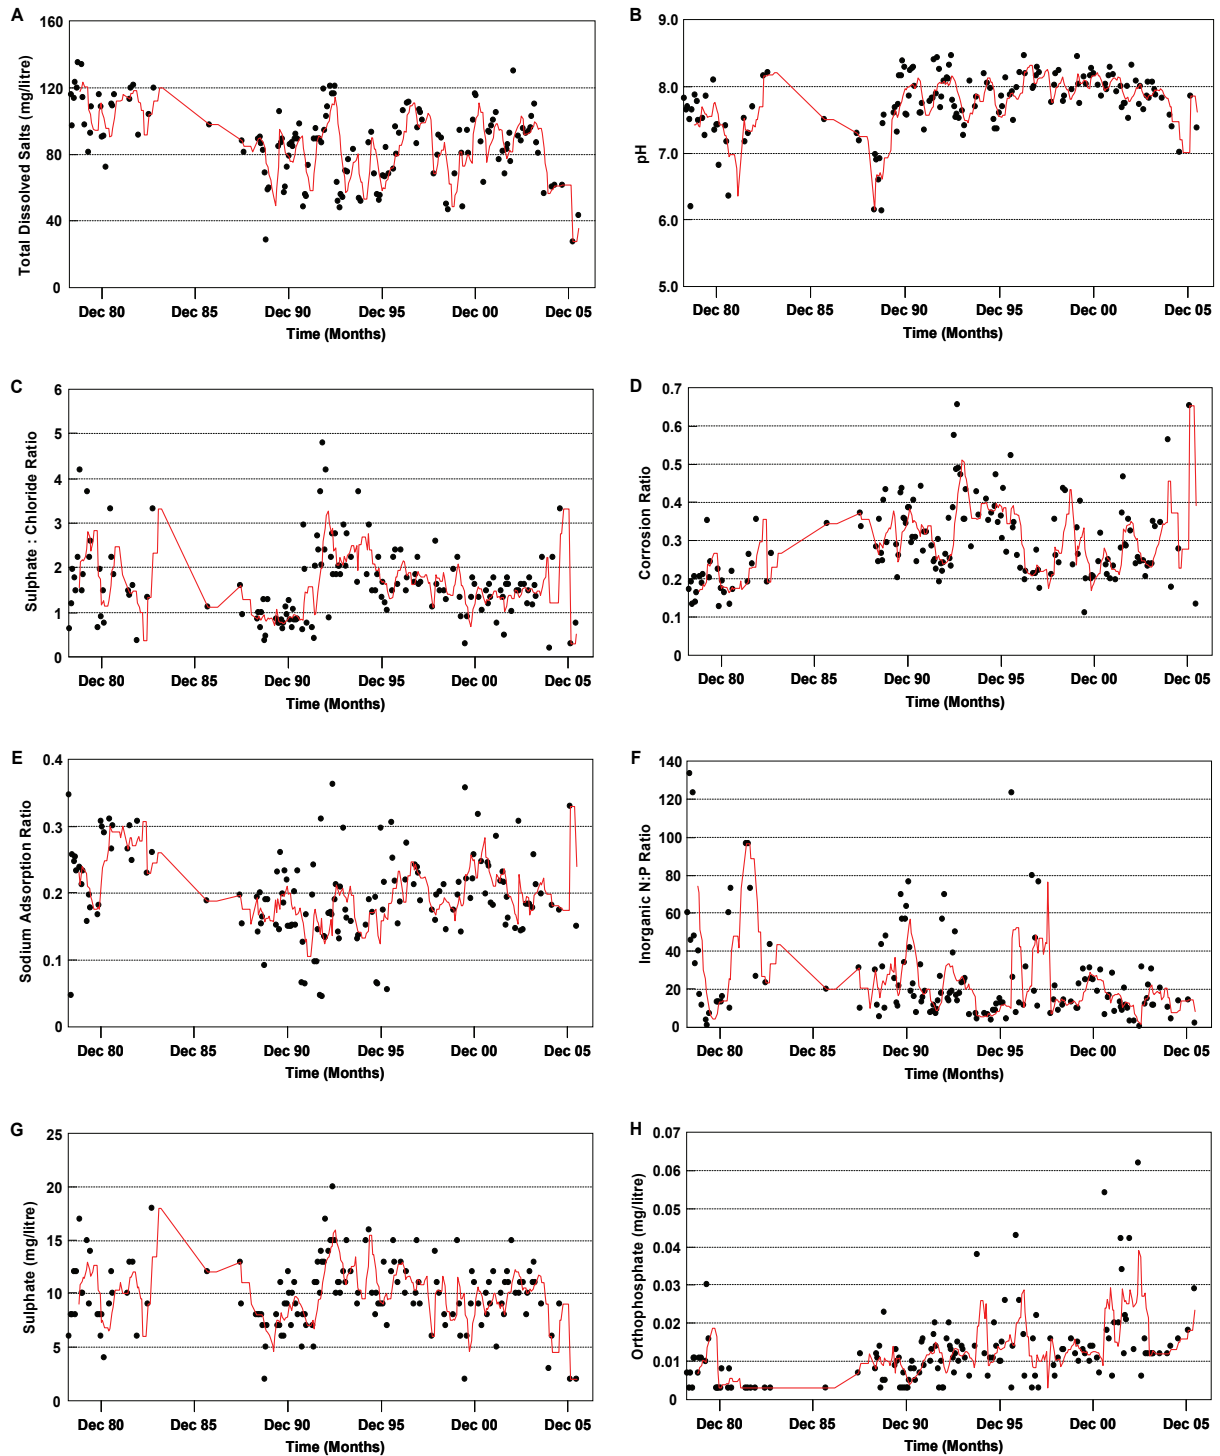 A
160
120
80
40
0
Total Dissolved Salts (mg/litre)
Dec 80 Dec 85 Dec 90 Dec 95 Dec 00 Dec 05
Time (Months)
B
9.0
8.0
7.0
6.0
5.0
pH
Dec 80 Dec 85 Dec 90 Dec 95 Dec 00 Dec 05
Time (Months)
C
6
5
4
3
2
1
0
Sulphate : Chloride Ratio
Dec 80 Dec 85 Dec 90 Dec 95 Dec 00 Dec 05
Time (Months)
D
0.7
0.6
0.5
0.4
0.3
0.2
0.1
0
Corrosion Ratio
Dec 80 Dec 85 Dec 90 Dec 95 Dec 00 Dec 05
Time (Months)
E
0.4
0.3
0.2
0.1
0
Sodium Adsorption Ratio
Dec 80 Dec 85 Dec 90 Dec 95 Dec 00 Dec 05
Time (Months)
F
140
120
100
80
60
40
20
0
Inorganic N:P Ratio
Dec 80 Dec 85 Dec 90 Dec 95 Dec 00 Dec 05
Time (Months)
G
25
20
15
10
5
0
Sulphate (mg/litre)
Dec 80 Dec 85 Dec 90 Dec 95 Dec 00 Dec 05
Time (Months)
H
0.07
0.06
0.05
0.04
0.03
0.02
0.01
0
Orthophosphate (mg/litre)
Dec 80 Dec 85 Dec 90 Dec 95 Dec 00 Dec 05
Time (Months)